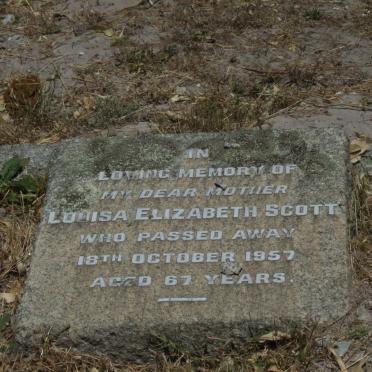 IN
LOVING MEMORY OF
MY DEAR MOTHER
LOUISA ELIZABETH SCOTT
WHO PASSED AWAY
18TH OCTOBER 1957
AGED 67 YEARS.